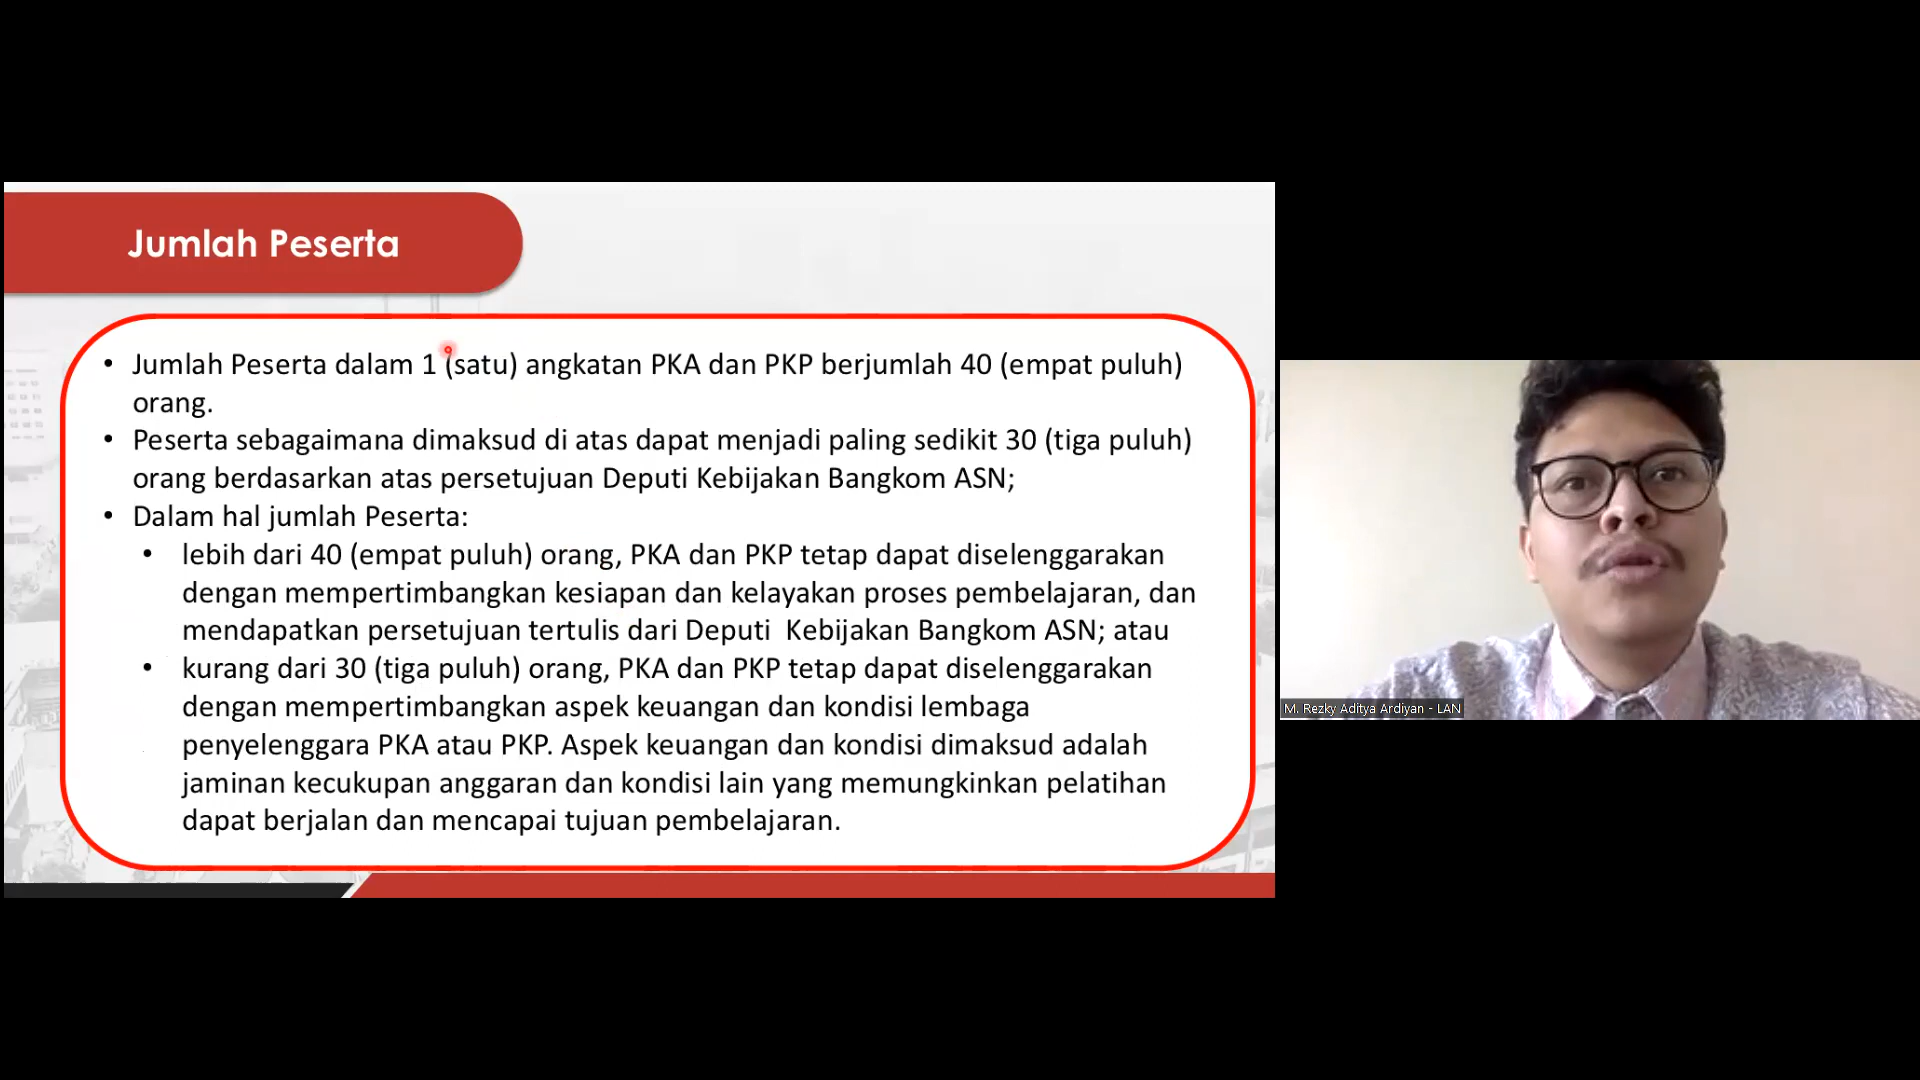 Jumlah Peserta
• Jumlah Peserta dalam 1 (satu) angkatan PKA dan PKP berjumlah 40 (empat puluh)
orang.
• Peserta sebagaimana dimaksud di atas dapat menjadi paling sedikit 30 (tiga puluh)
orang berdasarkan atas persetujuan Deputi Kebijakan Bangkom ASN;
• Dalam hal jumlah Peserta:
• lebih dari 40 (empat puluh) orang, PKA dan PKP tetap dapat diselenggarakan
dengan mempertimbangkan kesiapan dan kelayakan proses pembelajaran, dan
mendapatkan persetujuan tertulis dari Deputi Kebijakan Bangkom ASN; atau
• kurang dari 30 (tiga puluh) orang, PKA dan PKP tetap dapat diselenggarakan
dengan mempertimbangkan aspek keuangan dan kondisi lembaga
penyelenggara PKA atau PKP. Aspek keuangan dan kondisi dimaksud adalah
jaminan kecukupan anggaran dan kondisi lain yang memungkinkan pelatihan
dapat berjalan dan mencapai tujuan pembelajaran.
M. Rezky Aditya Ardiyan - LAN